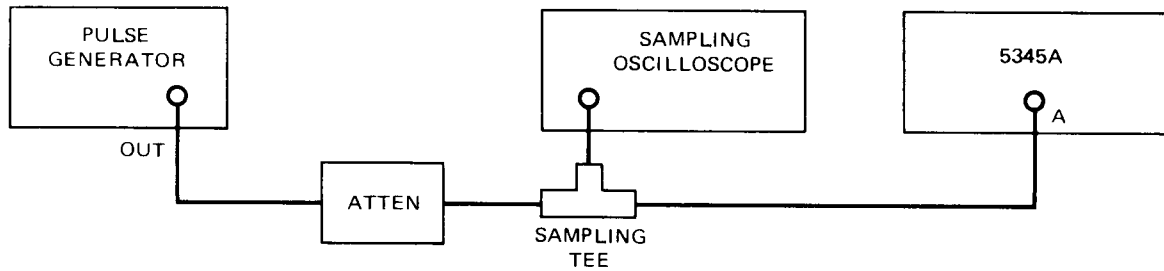 PULSE
GENERATOR
OUT
ATTEN
SAMPLING
OSCILLOSCOPE
SAMPLING
TEE
5345A
A